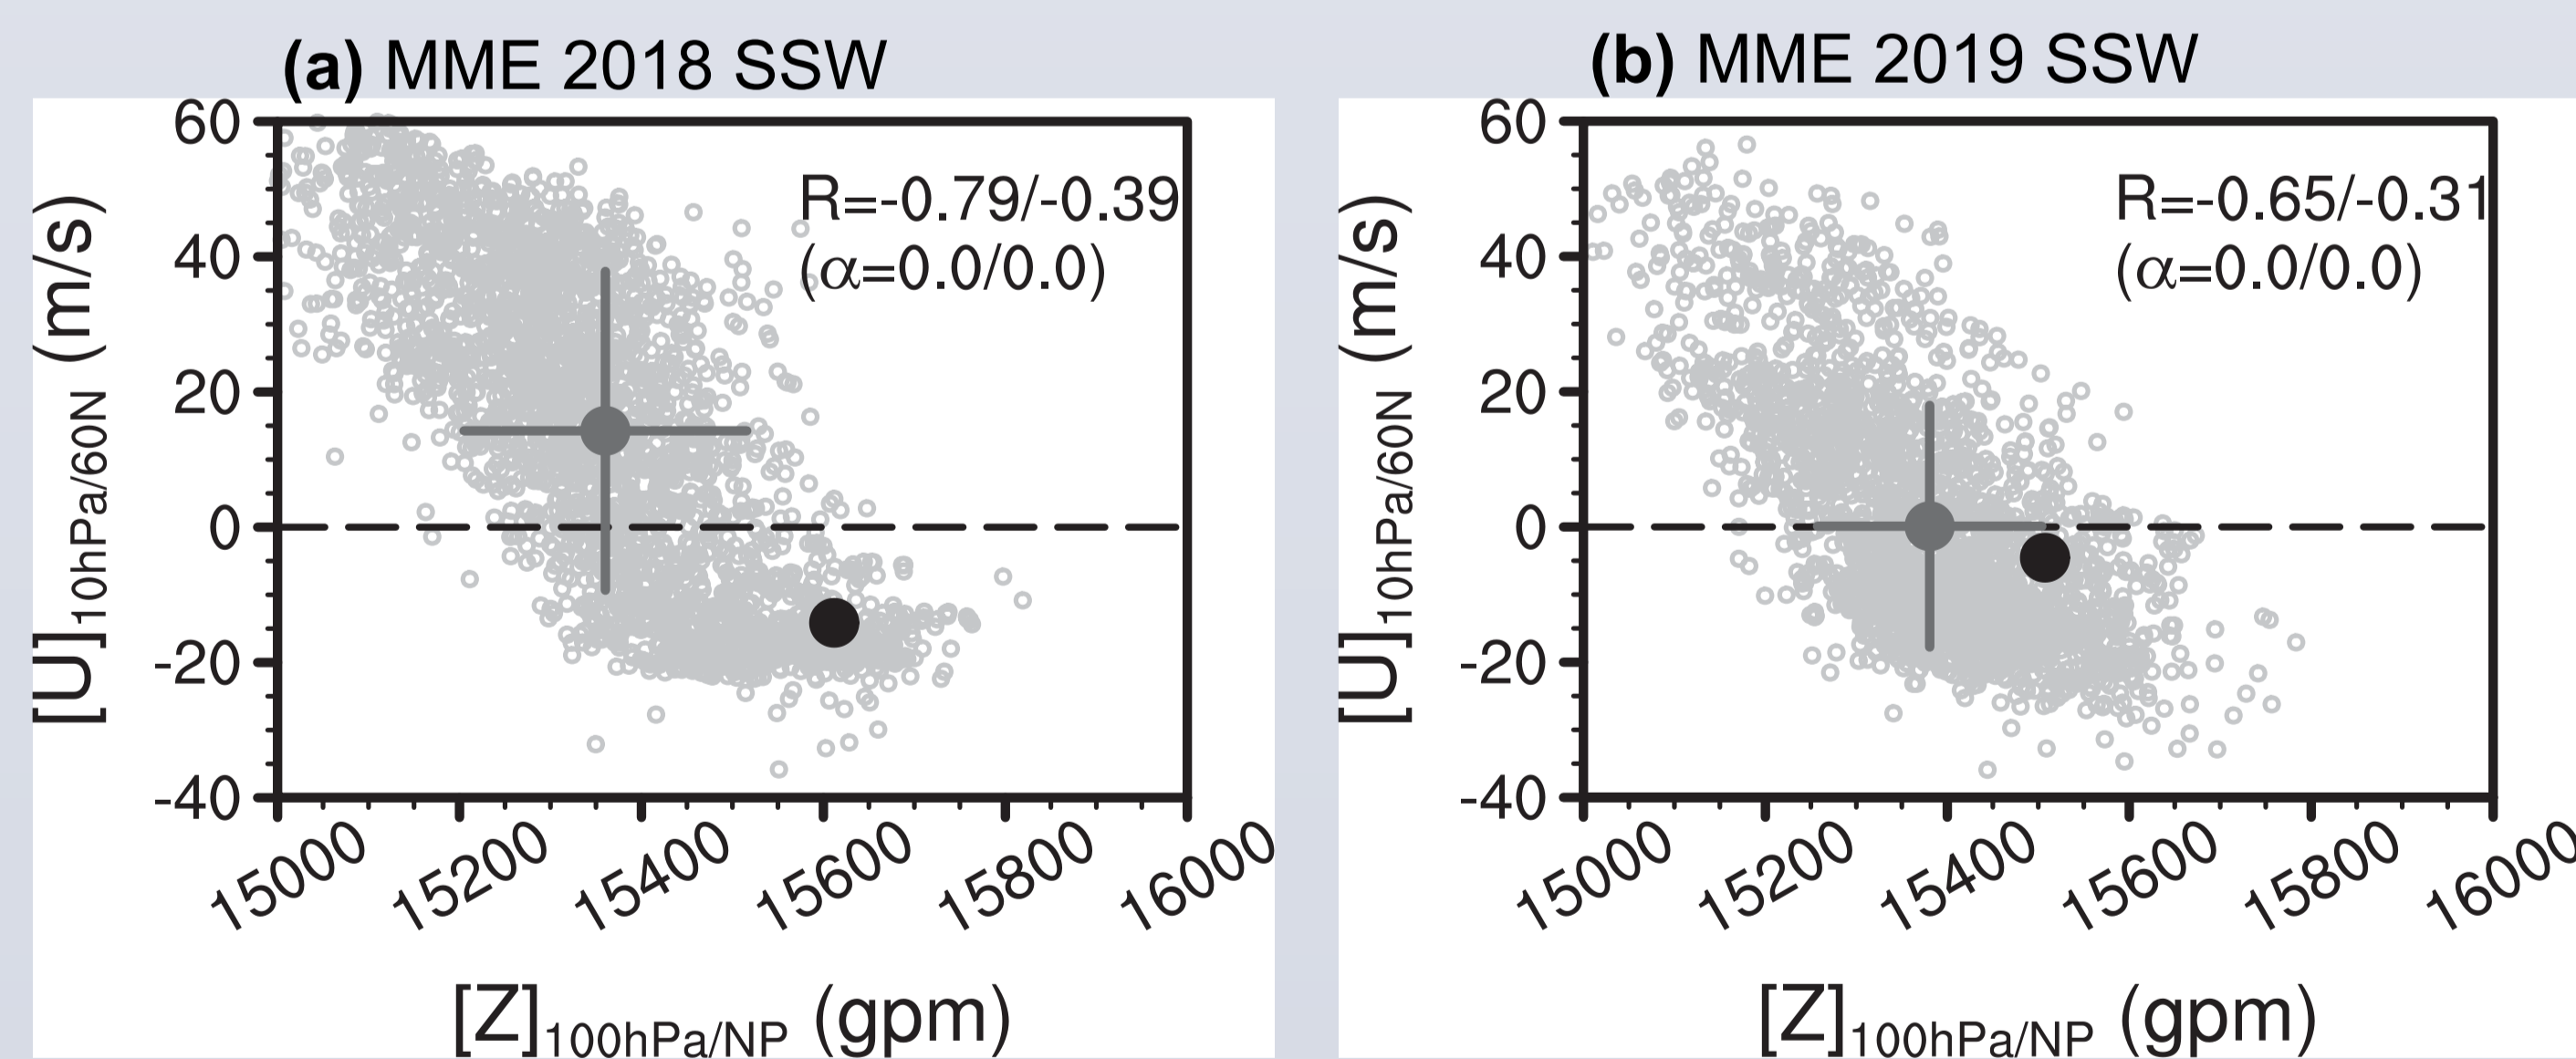 (a) MME 2018 SSW
60
40
20
0
-20
-40
[U]10hPa/60N (m/s)
R=-0.79/-0.39
(α=0.0/0.0)
15000 15200 15400 15600 15800 16000
[Z]100hPa/NP (gpm)
(b) MME 2019 SSW
60
40
20
0
-20
-40
[U]10hPa/60N (m/s)
R=-0.65/-0.31
(α=0.0/0.0)
15000 15200 15400 15600 15800 16000
[Z]100hPa/NP (gpm)